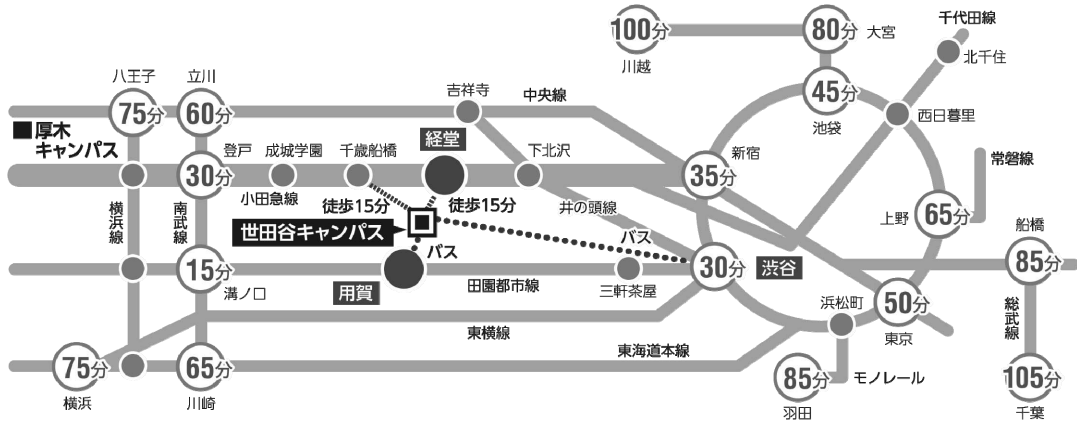 100分
川越
80分
大宮
千代田線
北千住
八王子
立川
吉祥寺
中央線
75分
60分
45分
池袋
西日暮里
■厚木
キャンパス
経堂
登戸
成城学園
千歳船橋
下北沢
新宿
常磐線
30分
35分
小田急線
徒歩15分
徒歩15分
井の頭線
上野
65分
船橋
横浜線
南武線
世田谷キャンパス
バス
バス
85分
15分
溝ノ口
用賀
田園都市線
三軒茶屋
30分
渋谷
浜松町
50分
東京
総武線
東横線
東海道本線
75分
横浜
65分
川崎
85分
羽田
モノレール
105分
千葉